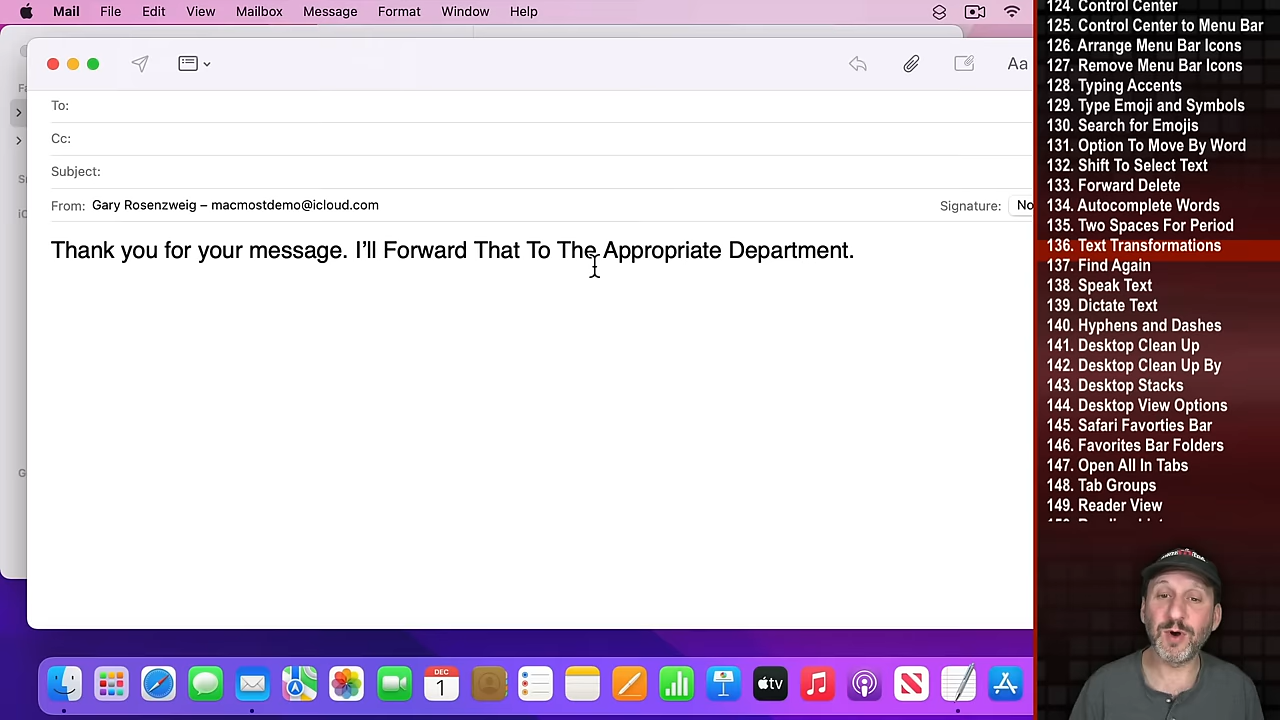 Mail File Edit View Mailbox Message Format Window Help
Aa
To:
Cc:
Subject:
From: Gary Rosenzweig – macmostdemo@icloud.com Signature: No
Thank you for your message. I'll Forward That To The Appropriate Department.
DEC
1
tv
124. Control Center
125. Control Center to Menu Bar
126. Arrange Menu Bar Icons
127. Remove Menu Bar Icons
128. Typing Accents
129. Type Emoji and Symbols
130. Search for Emojis
131. Option To Move By Word
132. Shift To Select Text
133. Forward Delete
134. Autocomplete Words
135. Two Spaces For Period
136. Text Transformations
137. Find Again
138. Speak Text
139. Dictate Text
140. Hyphens and Dashes
141. Desktop Clean Up
142. Desktop Clean Up By
143. Desktop Stacks
144. Desktop View Options
145. Safari Favorties Bar
146. Favorites Bar Folders
147. Open All In Tabs
148. Tab Groups
149. Reader View